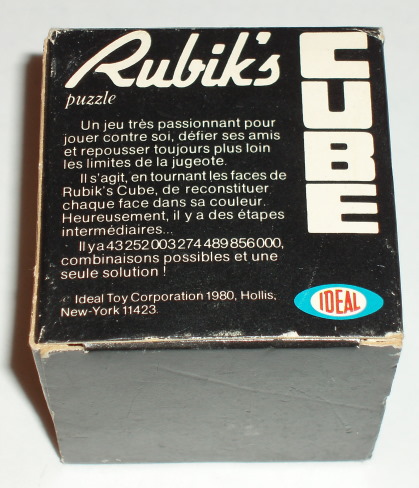 Rubik's
CUBE
puzzle
Un jeu très passionnant pour
jouer contre soi, défier ses amis
et repousser toujours plus loin
les limites de la jugeote.
Il s'agit, en tournant les faces de
Rubik's Cube, de reconstituer
chaque face dans sa couleur.
Heureusement, il y a des étapes
intermédiaires...
Il y a 43 252 003 274 489 856 000,
combinaisons possibles et une
seule solution !
Ideal Toy Corporation 1980, Hollis,
New-York 11423.
IDEAL